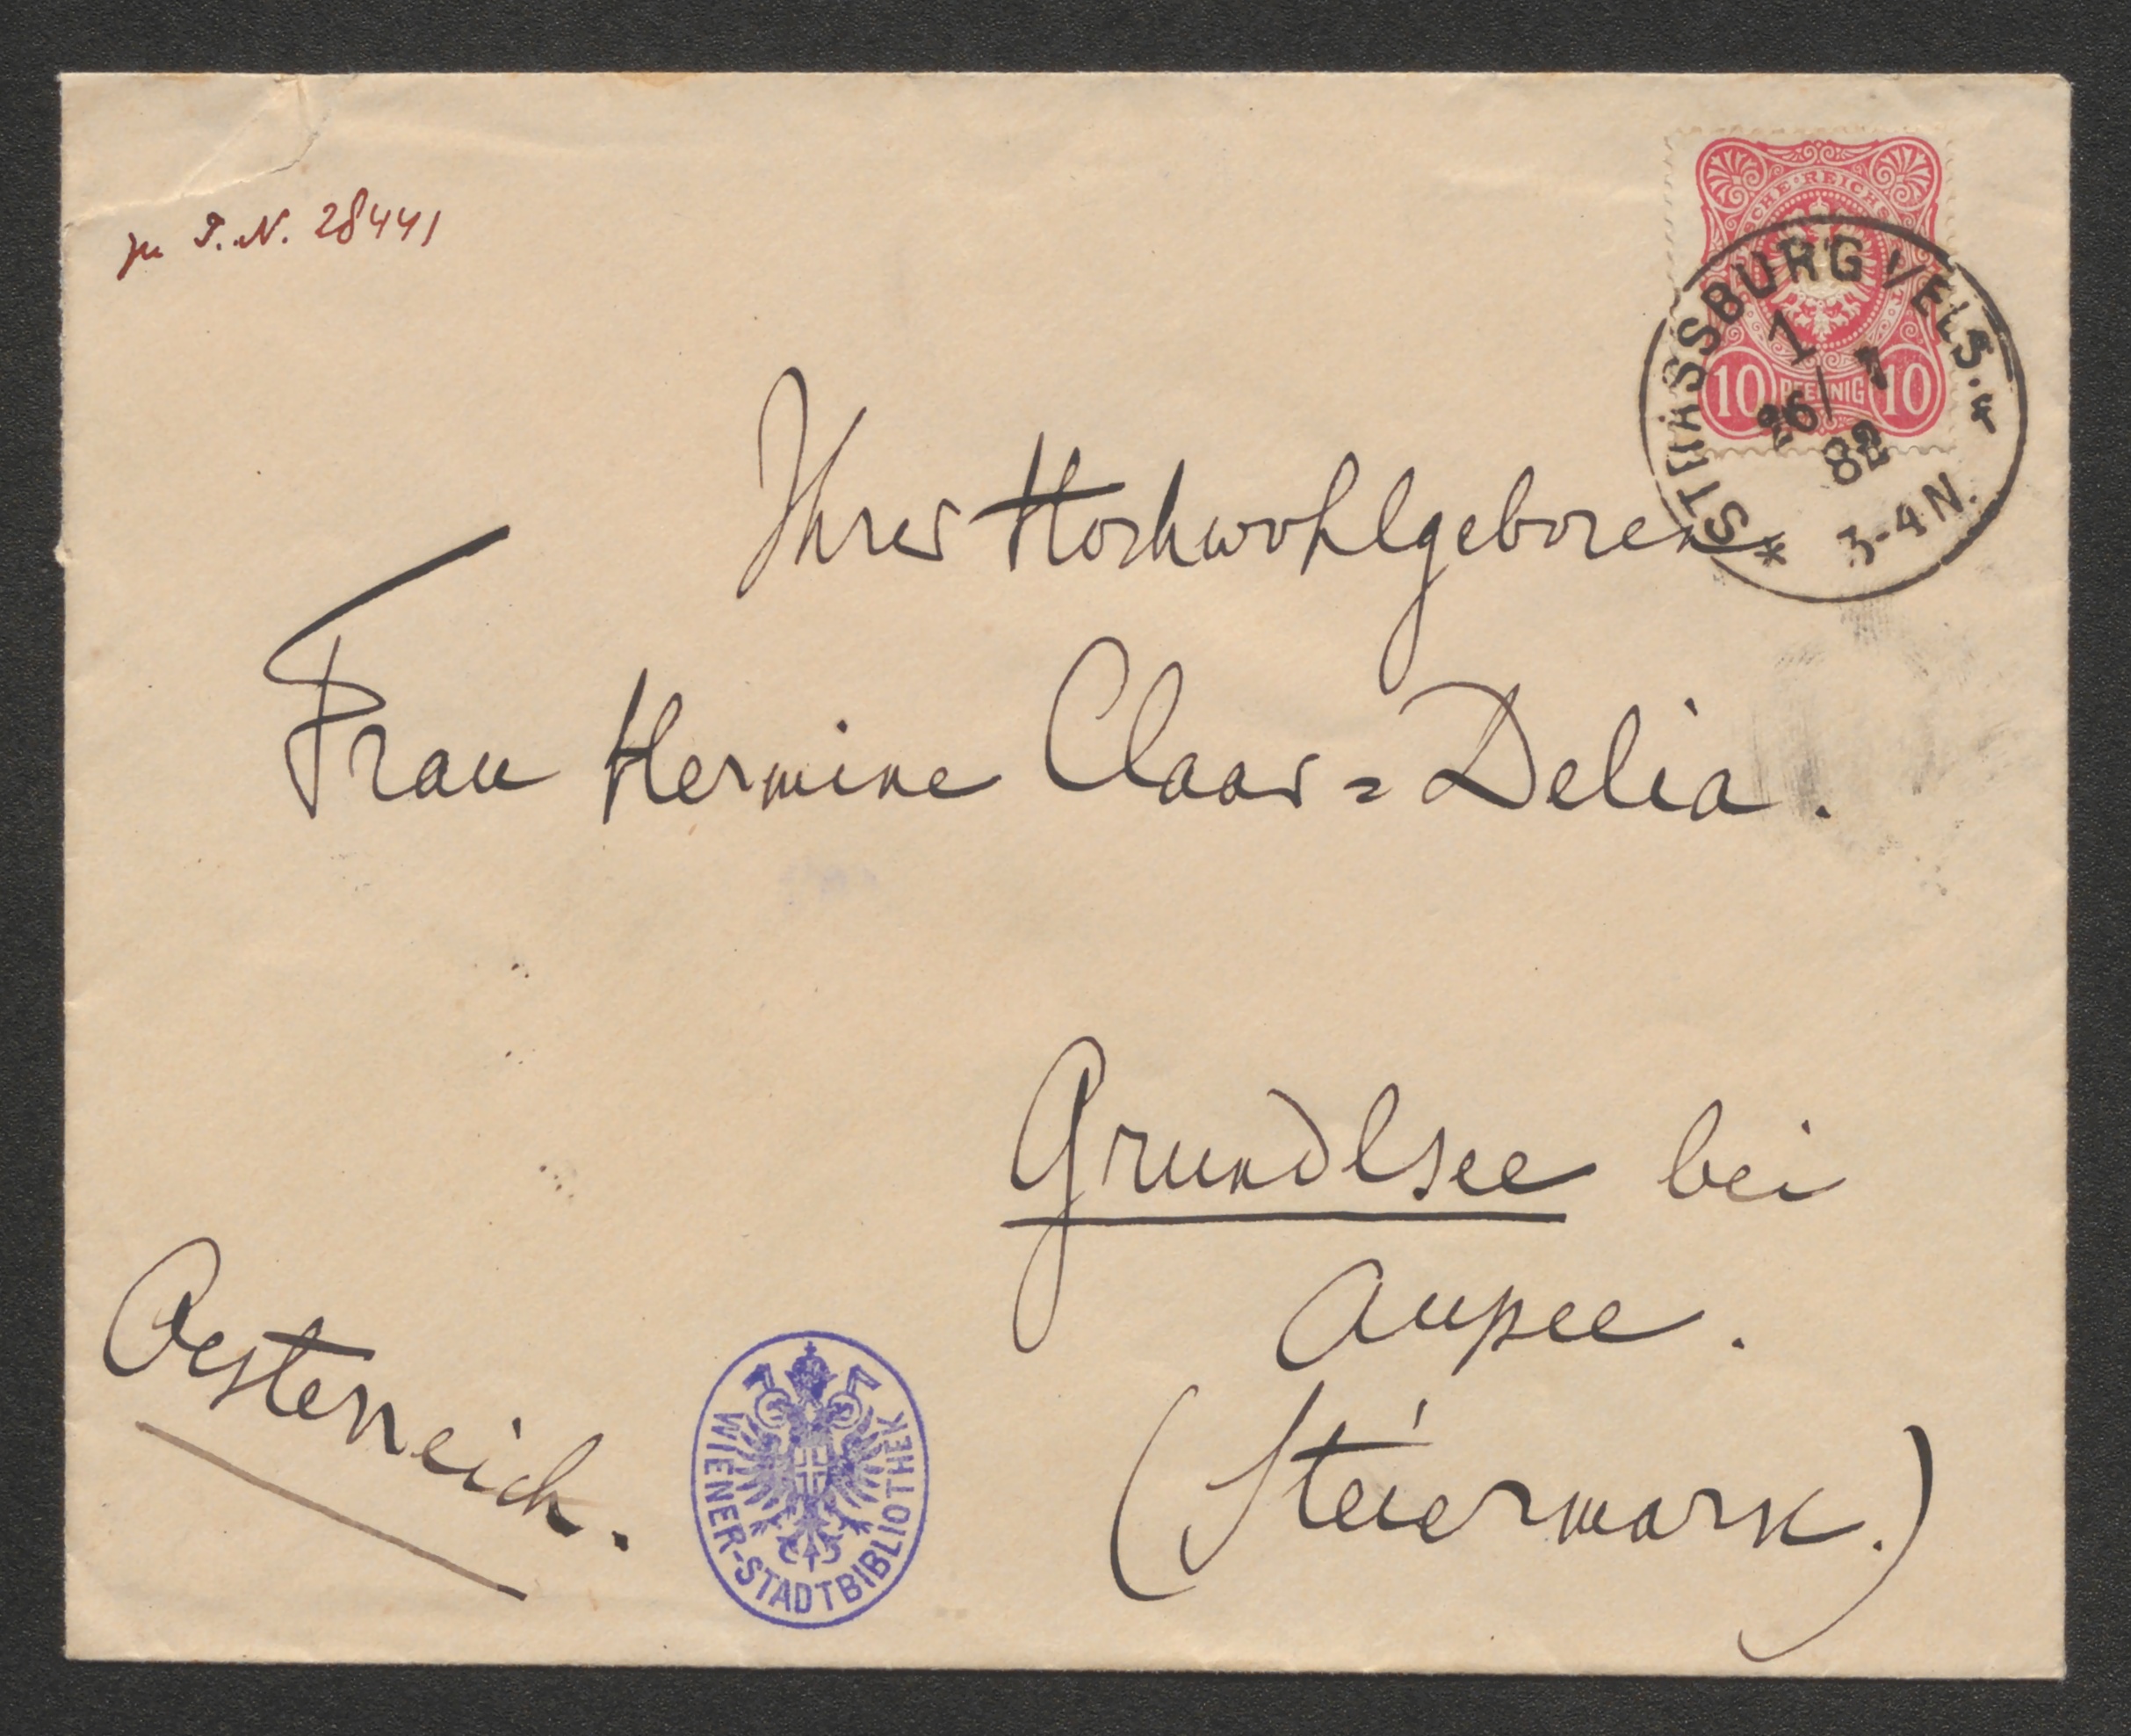 zu I.N. 28441
REICHS
10 PFENNIG 10
STRASSBURG i/ELS. *
1
26/7
82
3-4N.
Ihrer Hochwohlgeboren
Frau Hermine Claar=Delia.
Grundlsee bei
Aussee.
(Steiermark.)
Oesterreich.
WIENER-STADTBIBLIOTHEK